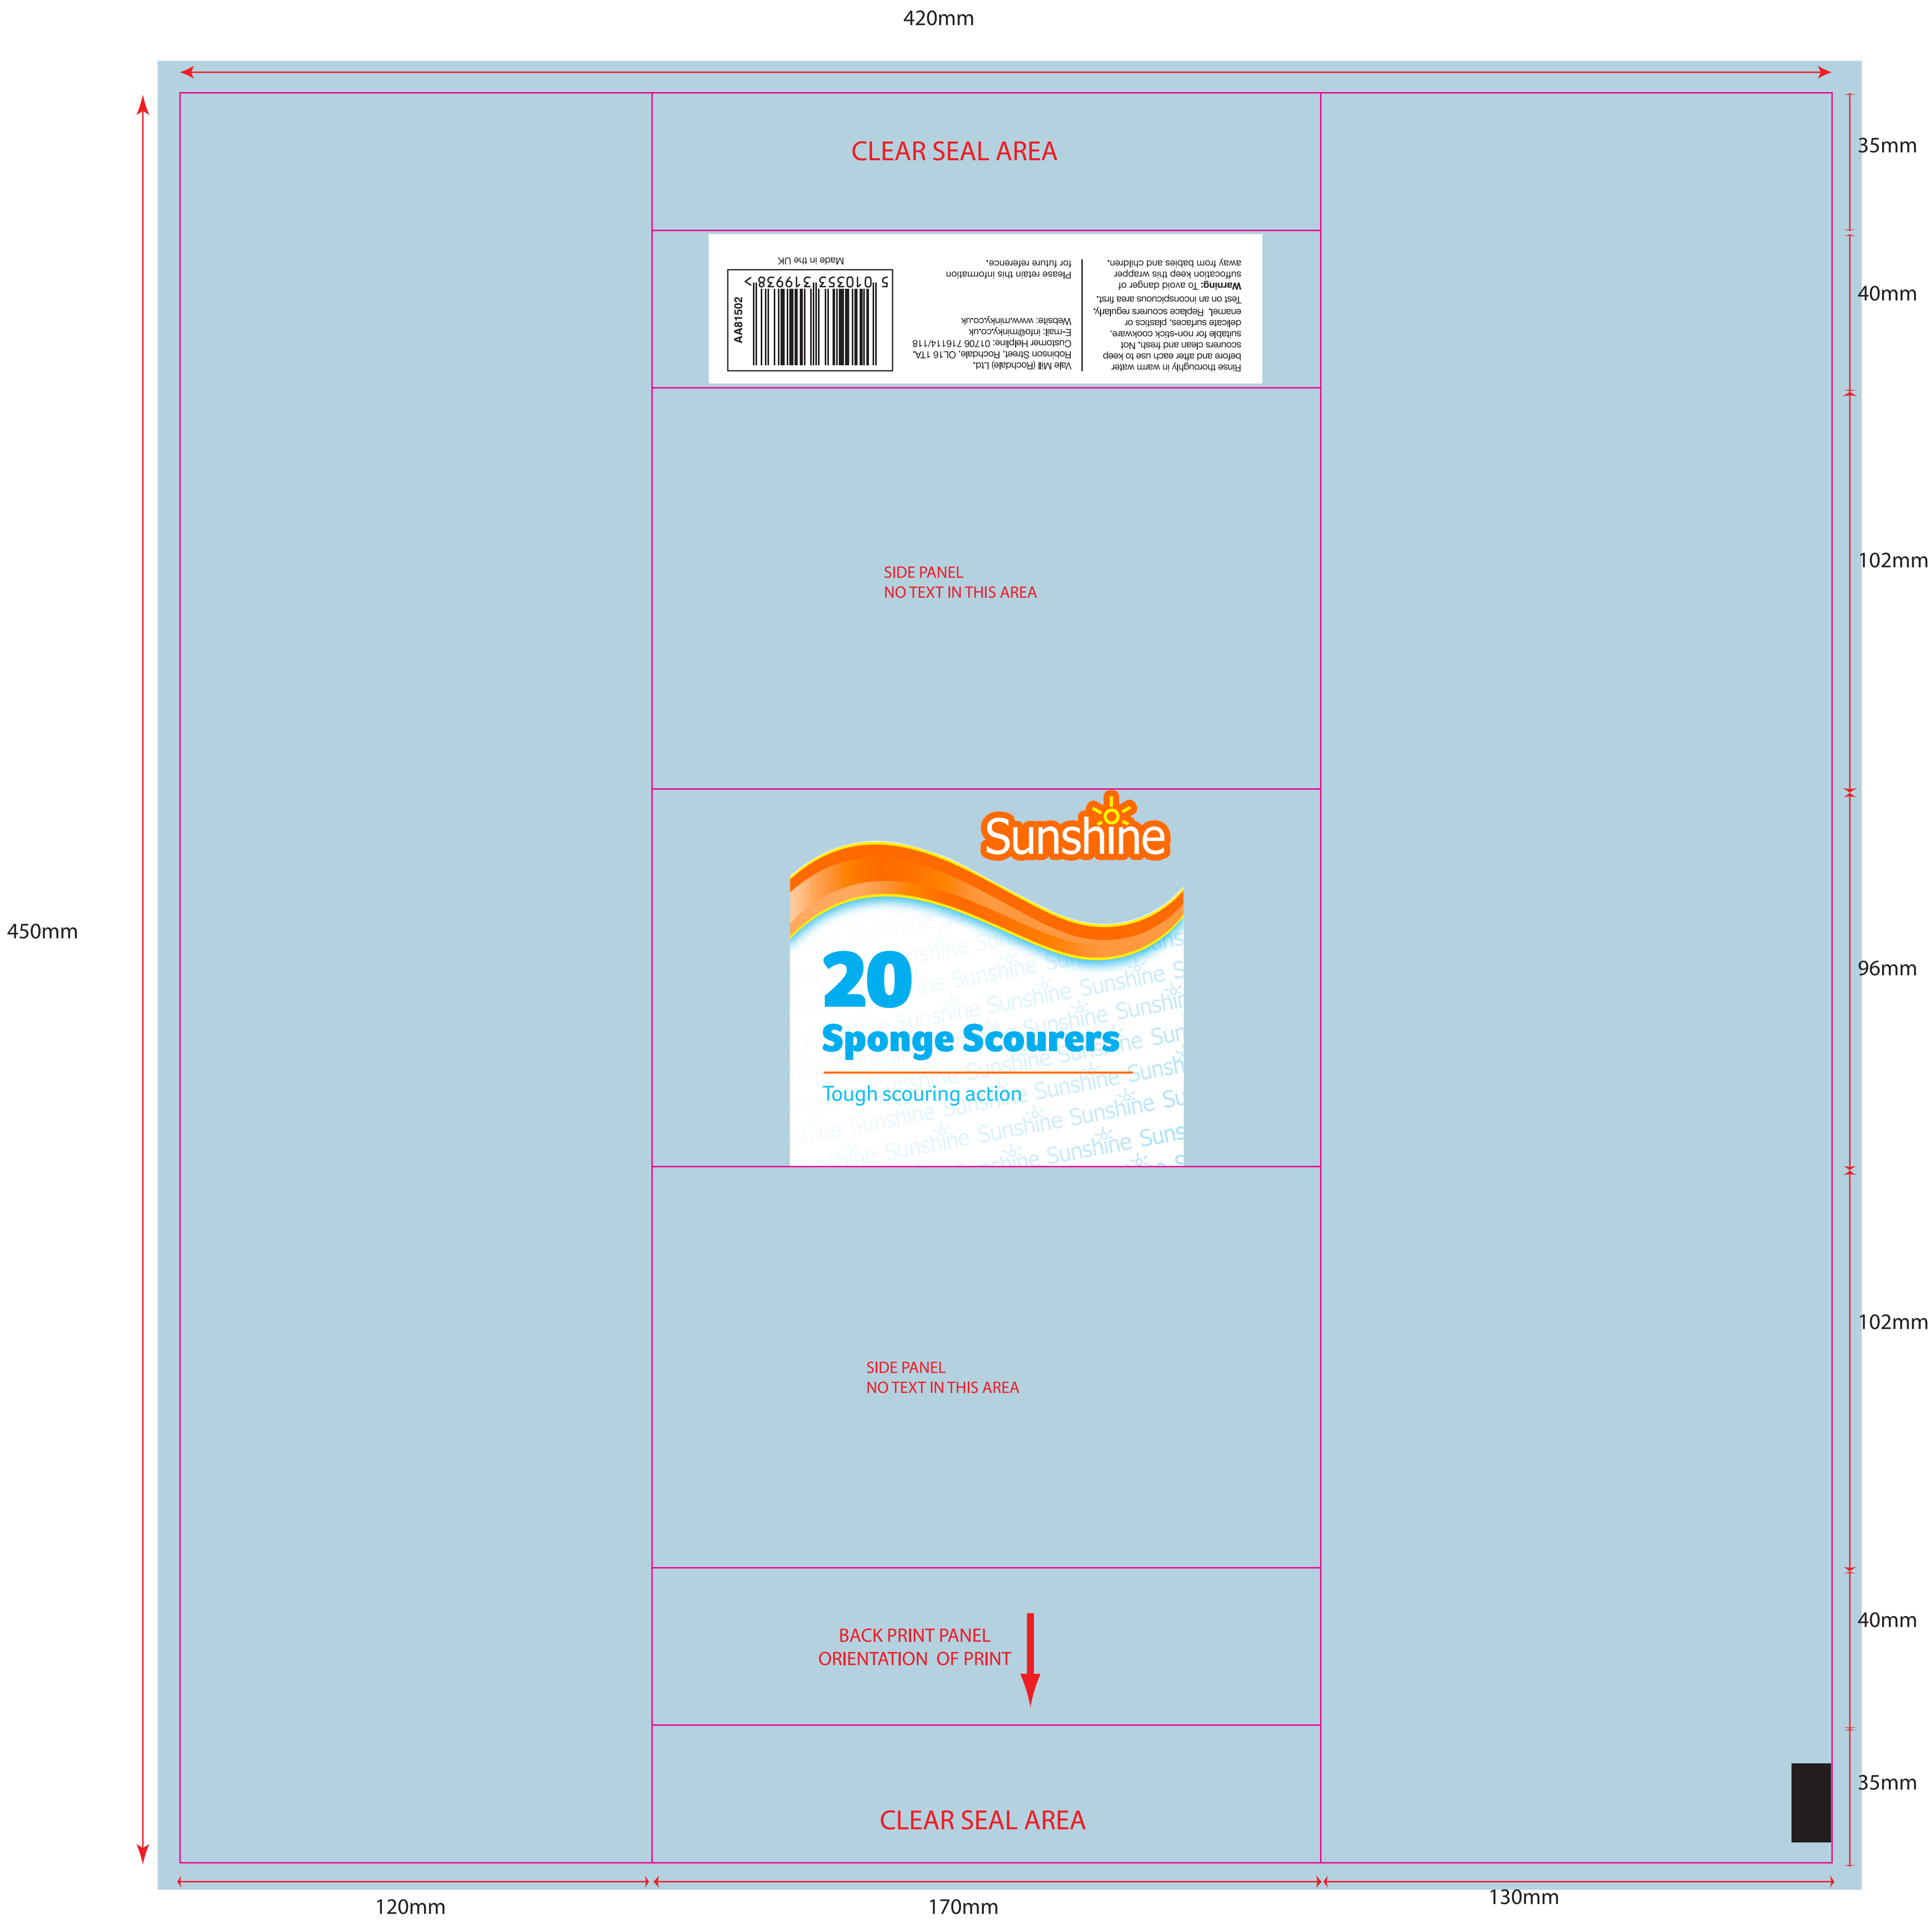 420mm
CLEAR SEAL AREA
35mm
Rinse thoroughly in warm water
before and after each use to keep
scourers clean and fresh. Not
suitable for non-stick cookware,
delicate surfaces, plastics or
enamel. Replace scourers regularly.
Test on an inconspicuous area first.
Warning: To avoid danger of
suffocation keep this wrapper
away from babies and children.
Vale Mill (Rochdale) Ltd.
Robinson Street, Rochdale, OL16 1TA.
Customer Helpline: 01706 716114/118
E-mail: info@minky.co.uk
Website: www.minky.co.uk
Please retain this information
for future reference.
AA81502
5 010353 319938 >
Made in the UK
40mm
SIDE PANEL
NO TEXT IN THIS AREA
102mm
Sunshine
20
Sponge Scourers
Tough scouring action
450mm
96mm
SIDE PANEL
NO TEXT IN THIS AREA
102mm
BACK PRINT PANEL
ORIENTATION OF PRINT
40mm
CLEAR SEAL AREA
35mm
120mm
170mm
130mm